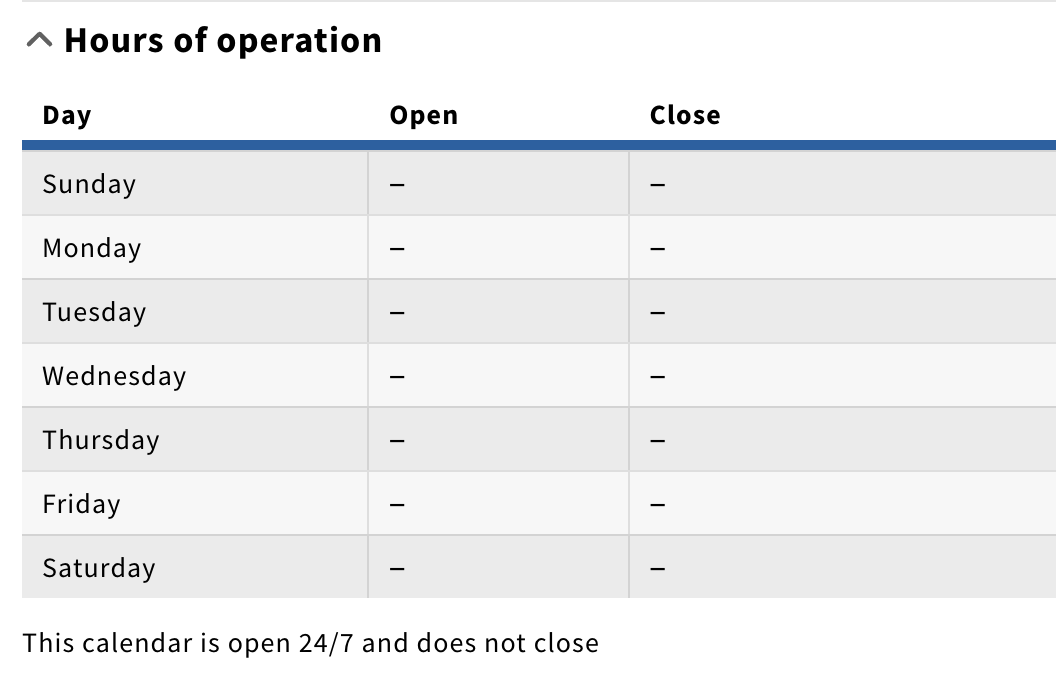 Hours of operation
Day Open Close
Sunday – –
Monday – –
Tuesday – –
Wednesday – –
Thursday – –
Friday – –
Saturday – –
This calendar is open 24/7 and does not close